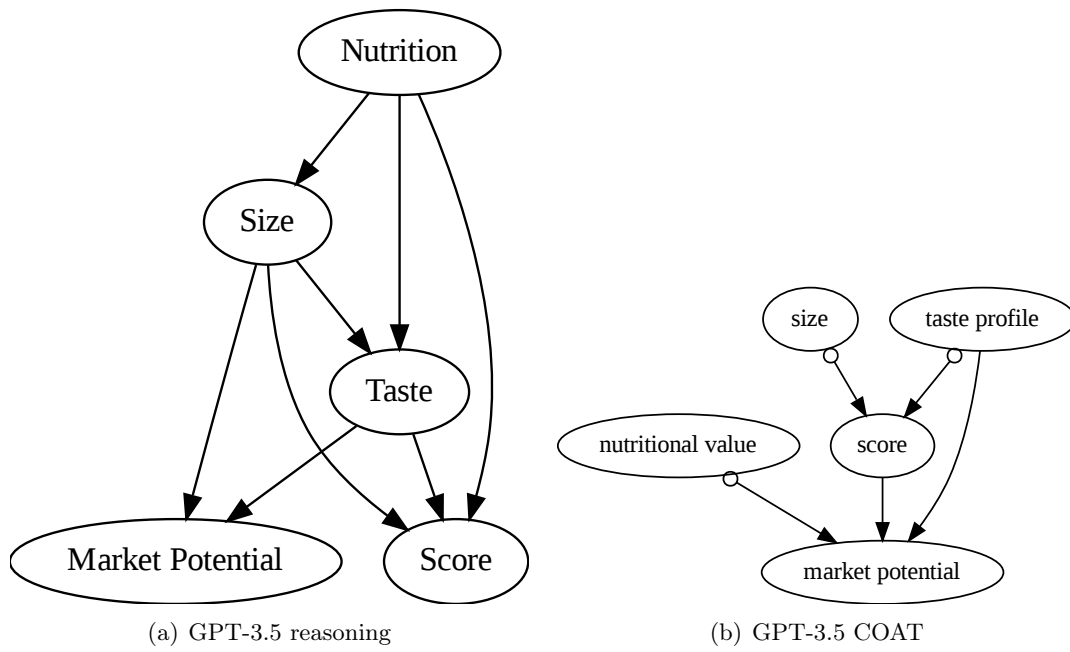 Nutrition
Size
Taste
Market Potential
Score
(a) GPT-3.5 reasoning
size
taste profile
nutritional value
score
market potential
(b) GPT-3.5 COAT